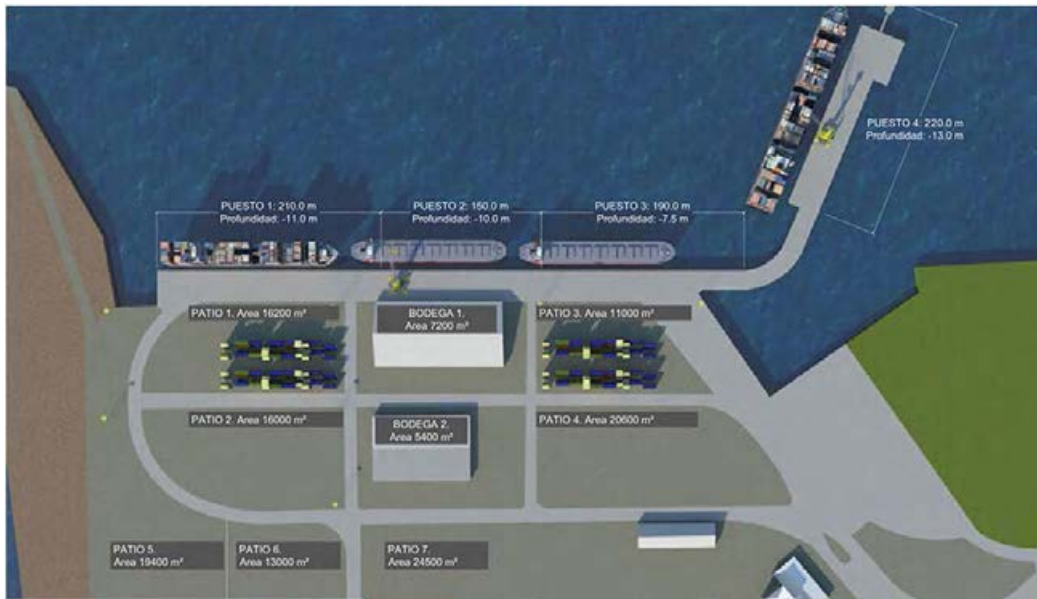 PUESTO 4: 220.0 m
Profundidad: -13.0 m
PUESTO 1: 210.0 m
Profundidad: -11.0 m
PUESTO 2: 150.0 m
Profundidad: -10.0 m
PUESTO 3: 190.0 m
Profundidad: -7.5 m
PATIO 1. Area 16200 m²
BODEGA 1.
Area 7200 m²
PATIO 3. Area 11000 m²
PATIO 2. Area 16000 m²
BODEGA 2.
Area 5400 m²
PATIO 4. Area 20600 m²
PATIO 5.
Area 19400 m²
PATIO 6.
Area 13000 m²
PATIO 7.
Area 24500 m²